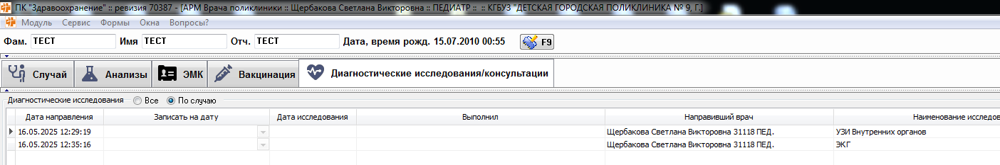 ПК "Здравоохранение" :: ревизия 70387 - [АРМ Врача поликлиники :: Щербакова Светлана Викторовна :: ПЕДИАТР :: :: КГБУЗ "ДЕТСКАЯ ГОРОДСКАЯ ПОЛИКЛИНИКА № 9, Г.]
Модуль Сервис Формы Окна Вопросы?
Фам. ТЕСТ Имя ТЕСТ Отч. ТЕСТ Дата, время рожд. 15.07.2010 00:55 F9
Случай Анализы ЭМК Вакцинация Диагностические исследования/консультации
Диагностические исследования Все По случаю
Дата направления Записать на дату Дата исследования Выполнил Направивший врач Наименование исследов
16.05.2025 12:29:19 Щербакова Светлана Викторовна 31118 ПЕД. УЗИ Внутренних органов
16.05.2025 12:35:16 Щербакова Светлана Викторовна 31118 ПЕД. ЭКГ